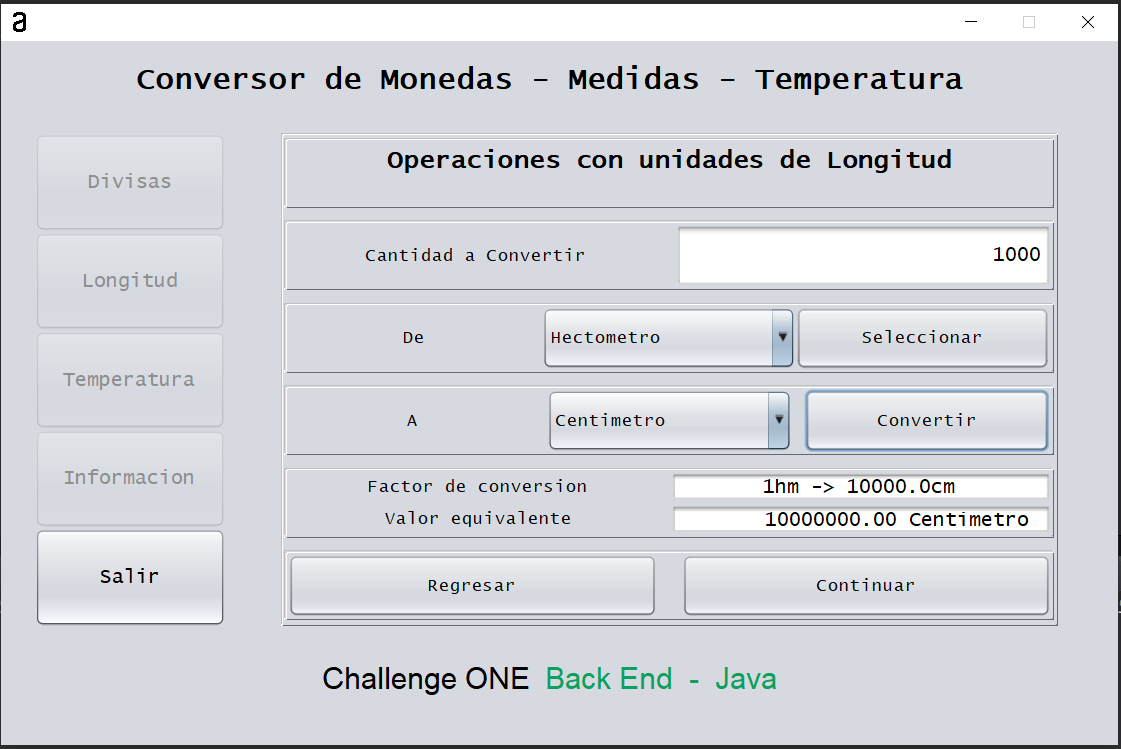 a
Conversor de Monedas - Medidas - Temperatura
Divisas
Longitud
Temperatura
Informacion
Salir
Operaciones con unidades de Longitud
Cantidad a Convertir 1000
De Hectometro Seleccionar
A Centimetro Convertir
Factor de conversion 1hm -> 10000.0cm
Valor equivalente 10000000.00 Centimetro
Regresar Continuar
Challenge ONE Back End - Java